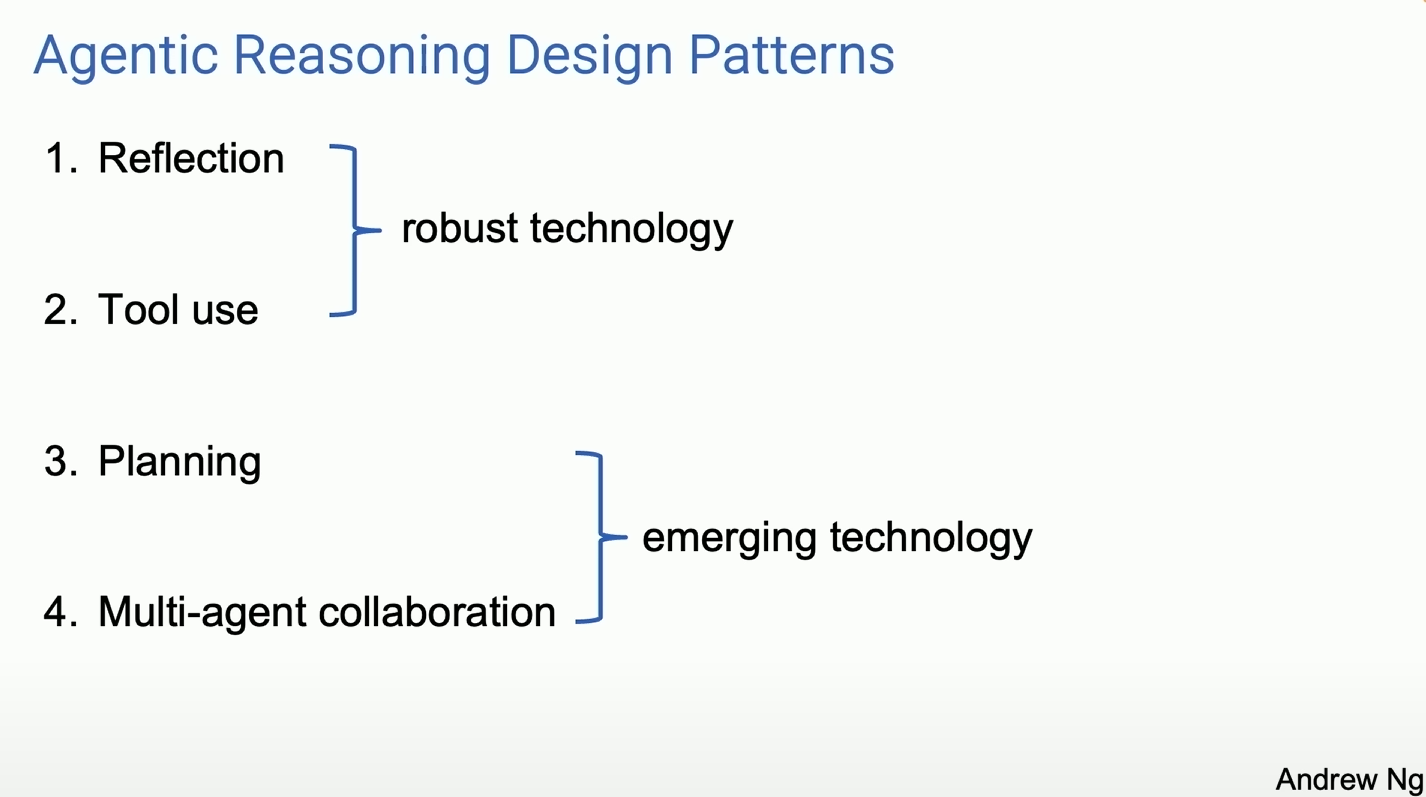 Agentic Reasoning Design Patterns
1. Reflection
robust technology
2. Tool use
3. Planning
emerging technology
4. Multi-agent collaboration
Andrew Ng